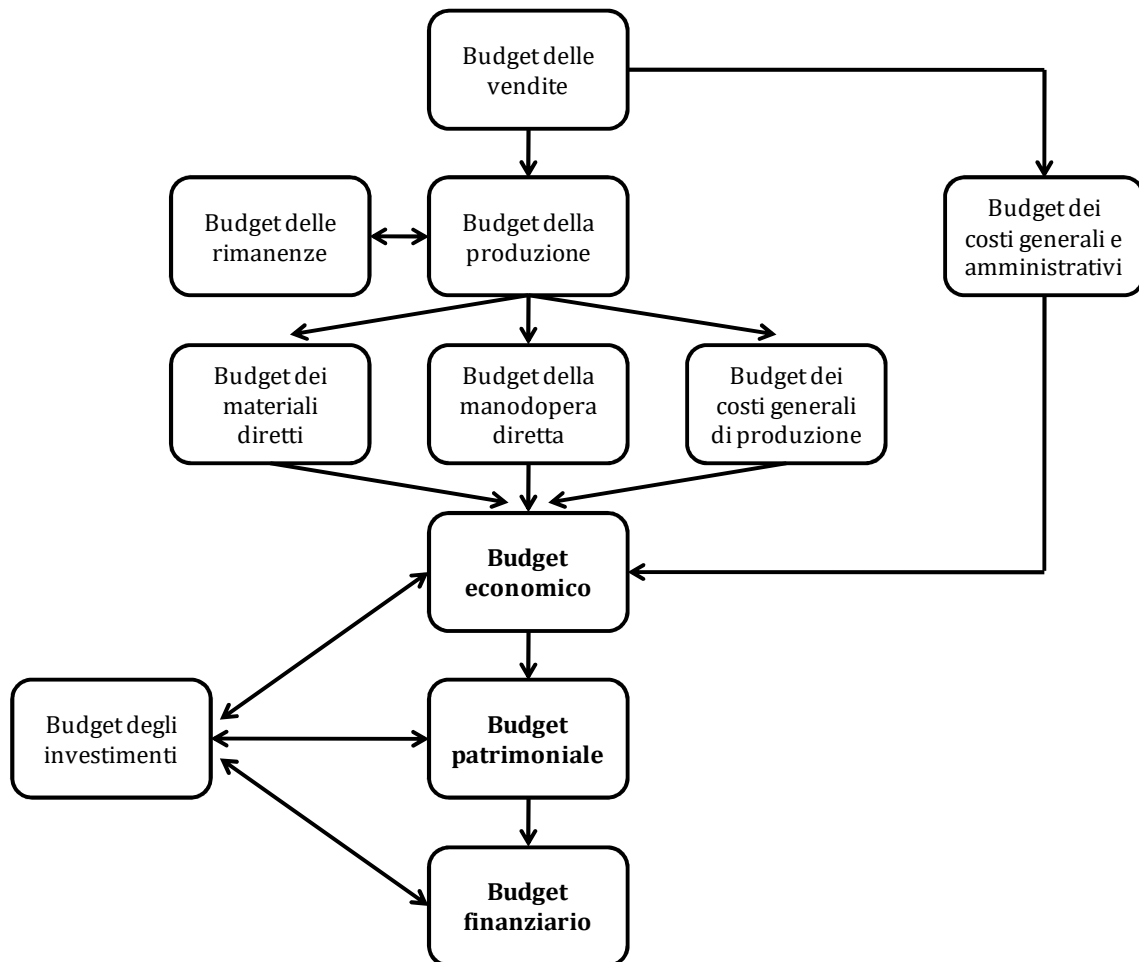 Budget delle
vendite
Budget delle
rimanenze
Budget della
produzione
Budget dei
costi generali e
amministrativi
Budget dei
materiali
diretti
Budget della
manodopera
diretta
Budget dei
costi generali
di produzione
Budget
economico
Budget degli
investimenti
Budget
patrimoniale
Budget
finanziario